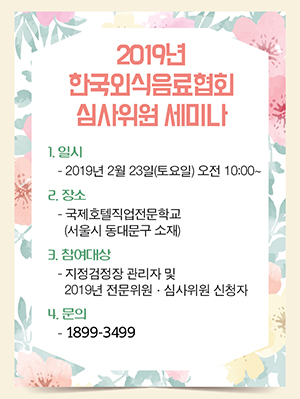 2019년
한국외식음료협회
심사위원 세미나
1. 일시
- 2019년 2월 23일(토요일) 오전 10:00~
2. 장소
- 국제호텔직업전문학교
(서울시 동대문구 소재)
3. 참여대상
- 지정검정장 관리자 및
2019년 전문위원 · 심사위원 신청자
4. 문의
- 1899-3499